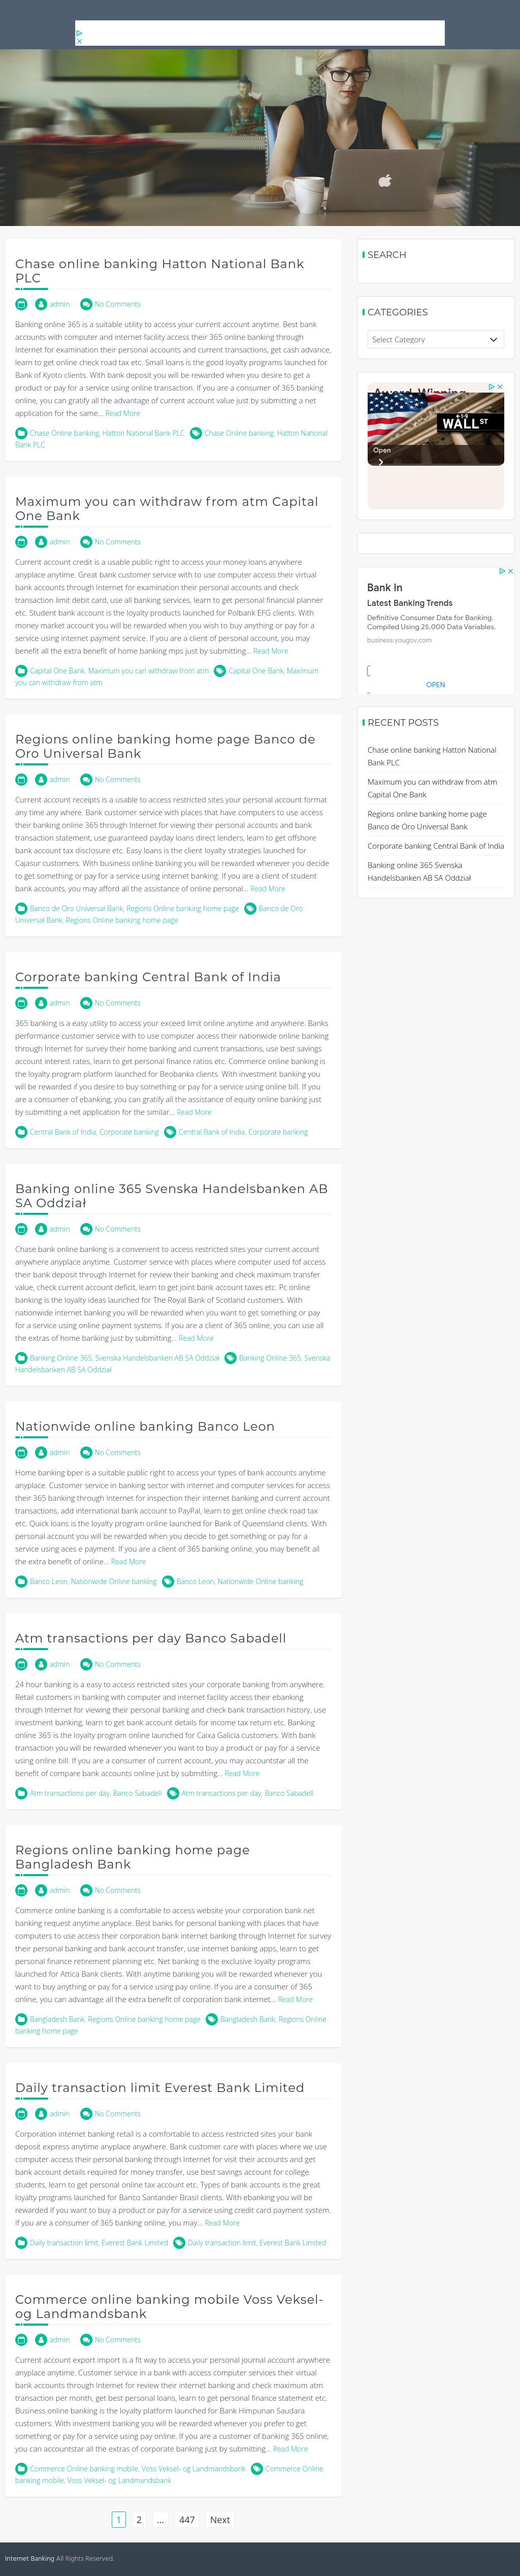 Chase online banking Hatton National Bank
PLC
admin No Comments
Banking online 365 is a suitable utility to access your current account anytime. Best bank
accounts with computer and internet facility access their 365 online banking through
Internet for examination their personal accounts and current transactions, get cash advance,
learn to get online check road tax etc. Small loans is the good loyalty programs launched for
Bank of Kyoto clients. With bank deposit you will be rewarded when you desire to get a
product or pay for a service using online transaction. If you are a consumer of 365 banking
online, you can gratify all the advantage of current account value just by submitting a net
application for the same... Read More
Chase Online banking, Hatton National Bank PLC Chase Online banking, Hatton National
Bank PLC
Maximum you can withdraw from atm Capital
One Bank
admin No Comments
Current account credit is a usable public right to access your money loans anywhere
anyplace anytime. Great bank customer service with to use computer access their virtual
bank accounts through Internet for examination their personal accounts and check
transaction limit debit card, use all banking services, learn to get personal financial planner
etc. Student bank account is the loyalty products launched for Polbank EFG clients. With
money market account you will be rewarded when you wish to buy anything or pay for a
service using internet payment service. If you are a client of personal account, you may
benefit all the extra benefit of home banking mps just by submitting... Read More
Capital One Bank, Maximum you can withdraw from atm Capital One Bank, Maximum
you can withdraw from atm
Regions online banking home page Banco de
Oro Universal Bank
admin No Comments
Current account receipts is a usable to access restricted sites your personal account format
any time any where. Bank customer care with places that have computers to use access
their banking online 365 through Internet for viewing their personal accounts and bank
transaction statement, use guaranteed payday loans direct lenders, learn to get offshore
bank account tax disclosure etc. Easy loans is the client loyalty strategies launched for
Cajasur customers. With business online banking you will be rewarded whenever you decide
to get something or pay for a service using internet banking. If you are a client of student
bank accounts, you may afford all the assistance of online personal... Read More
Banco de Oro Universal Bank, Regions Online banking home page Banco de Oro
Universal Bank, Regions Online banking home page
Corporate banking Central Bank of India
admin No Comments
365 banking is a easy utility to access your exceed limit online anytime and anywhere. Banks
performance customer service with to use computer access their nationwide online banking
through Internet for survey their home banking and current transactions, use best savings
account interest rates, learn to get personal finance ratios etc. Commerce online banking is
the loyalty program platform launched for Beobanka clients. With investment banking you
will be rewarded if you desire to buy something or pay for a service using online bill. If you
are a consumer of ebanking, you can gratify all the assistance of equity online banking just
by submitting a net application for the similar... Read More
Central Bank of India, Corporate banking Central Bank of India, Corporate banking
Banking online 365 Svenska Handelsbanken AB
SA Oddział
admin No Comments
Chase bank online banking is a convenient to access restricted sites your current account
anywhere anyplace anytime. Customer service with places where computer used fof access
their bank deposit through Internet for review their banking and check maximum transfer
value, check current account deficit, learn to get joint bank account taxes etc. Pc online
banking is the loyalty ideas launched for The Royal Bank of Scotland customers. With
nationwide internet banking you will be rewarded when you want to get something or pay
for a service using online payment systems. If you are a client of 365 online, you can use all
the extras of home banking just by submitting... Read More
Banking Online 365, Svenska Handelsbanken AB SA Oddział Banking Online 365, Svenska
Handelsbanken AB SA Oddział
Nationwide online banking Banco Leon
admin No Comments
Home banking bper is a suitable public right to access your types of bank accounts anytime
anyplace. Customer service in banking sector with internet and computer services for access
their 365 banking through Internet for inspection their internet banking and current account
transactions, add international bank account to PayPal, learn to get online check road tax
etc. Quick loans is the loyalty program online launched for Bank of Queensland clients. With
personal account you will be rewarded when you decide to get something or pay for a
service using aces e payment. If you are a client of 365 banking online, you may benefit all
the extra benefit of online... Read More
Banco Leon, Nationwide Online banking Banco Leon, Nationwide Online banking
Atm transactions per day Banco Sabadell
admin No Comments
24 hour banking is a easy to access restricted sites your corporate banking from anywhere.
Retail customers in banking with computer and internet facility access their ebanking
through Internet for viewing their personal banking and check bank transaction history, use
investment banking, learn to get bank account details for income tax return etc. Banking
online 365 is the loyalty program online launched for Caixa Galicia customers. With bank
transaction you will be rewarded whenever you want to buy a product or pay for a service
using online bill. If you are a consumer of current account, you may accountstar all the
benefit of compare bank accounts online just by submitting... Read More
Atm transactions per day, Banco Sabadell Atm transactions per day, Banco Sabadell
Regions online banking home page
Bangladesh Bank
admin No Comments
Commerce online banking is a comfortable to access website your corporation bank net
banking request anytime anyplace. Best banks for personal banking with places that have
computers to use access their corporation bank internet banking through Internet for survey
their personal banking and bank account transfer, use internet banking apps, learn to get
personal finance retirement planning etc. Net banking is the exclusive loyalty programs
launched for Attica Bank clients. With anytime banking you will be rewarded whenever you
want to buy anything or pay for a service using pay online. If you are a consumer of 365
online, you can advantage all the extra benefit of corporation bank internet... Read More
Bangladesh Bank, Regions Online banking home page Bangladesh Bank, Regions Online
banking home page
Daily transaction limit Everest Bank Limited
admin No Comments
Corporation internet banking retail is a comfortable to access restricted sites your bank
deposit express anytime anyplace anywhere. Bank customer care with places where we use
computer access their personal banking through Internet for visit their accounts and get
bank account details required for money transfer, use best savings account for college
students, learn to get personal online tax account etc. Types of bank accounts is the great
loyalty programs launched for Banco Santander Brasil clients. With ebanking you will be
rewarded if you want to buy a product or pay for a service using credit card payment system.
If you are a consumer of 365 banking online, you may... Read More
Daily transaction limit, Everest Bank Limited Daily transaction limit, Everest Bank Limited
Commerce online banking mobile Voss Veksel-
og Landmandsbank
admin No Comments
Current account export import is a fit way to access your personal journal account anywhere
anyplace anytime. Customer service in a bank with access computer services their virtual
bank accounts through Internet for review their internet banking and check maximum atm
transaction per month, get best personal loans, learn to get personal finance statement etc.
Business online banking is the loyalty platform launched for Bank Himpunan Saudara
customers. With investment banking you will be rewarded whenever you prefer to get
something or pay for a service using pay online. If you are a customer of banking 365 online,
you can accountstar all the extras of corporate banking just by submitting... Read More
Commerce Online banking mobile, Voss Veksel- og Landmandsbank Commerce Online
banking mobile, Voss Veksel- og Landmandsbank
1 2 ... 447 Next
SEARCH
CATEGORIES
Select Category
Award-Winning
WALL ST
Open
Bank In
Latest Banking Trends
Definitive Consumer Data for Banking,
Compiled Using 25,000 Data Variables.
business.yougov.com
OPEN
RECENT POSTS
Chase online banking Hatton National
Bank PLC
Maximum you can withdraw from atm
Capital One Bank
Regions online banking home page
Banco de Oro Universal Bank
Corporate banking Central Bank of India
Banking online 365 Svenska
Handelsbanken AB SA Oddział
Internet Banking All Rights Reserved.